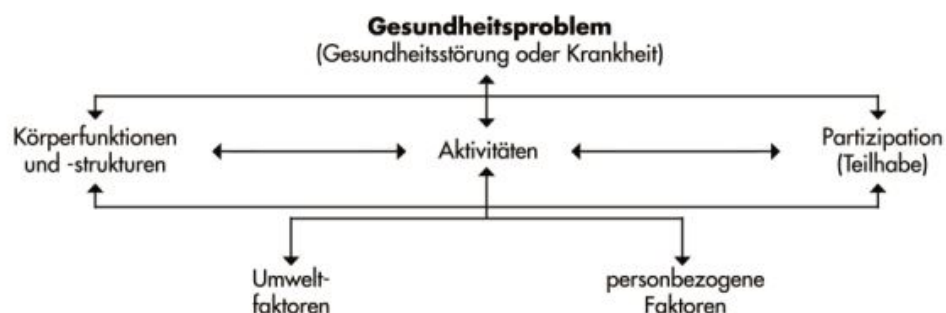 Gesundheitsproblem
(Gesundheitsstörung oder Krankheit)
Körperfunktionen
und -strukturen
Aktivitäten
Partizipation
(Teilhabe)
Umwelt-
faktoren
personbezogene
Faktoren